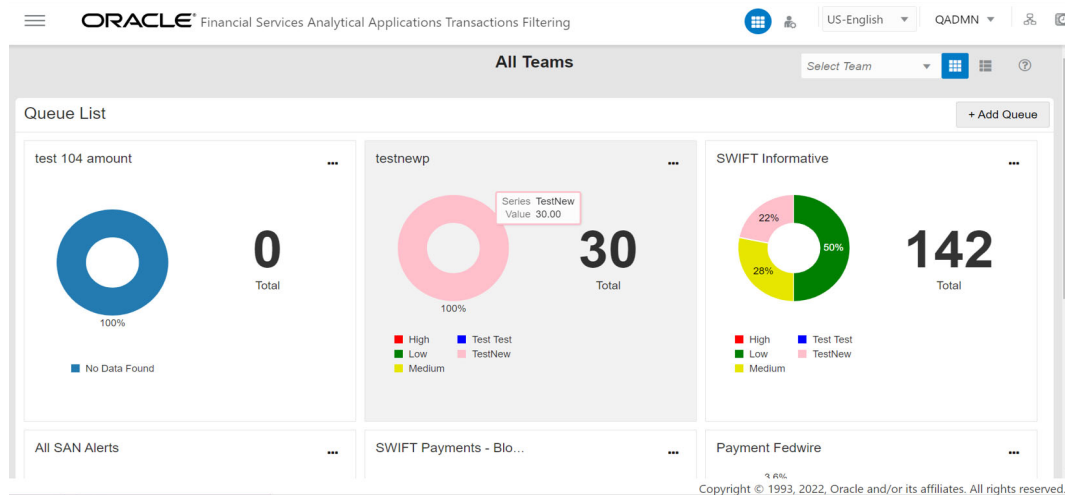 ORACLE® Financial Services Analytical Applications Transactions Filtering
US-English
QADMN
All Teams
Select Team
?
Queue List
+ Add Queue
test 104 amount
...
100%
0
Total
No Data Found
testnewp
...
Series TestNew
Value 30.00
100%
30
Total
High
Test Test
Low
TestNew
Medium
SWIFT Informative
...
22%
50%
28%
142
Total
High
Test Test
Low
TestNew
Medium
All SAN Alerts
...
SWIFT Payments - Blo...
...
Payment Fedwire
...
3.6%
Copyright © 1993, 2022, Oracle and/or its affiliates. All rights reserved.